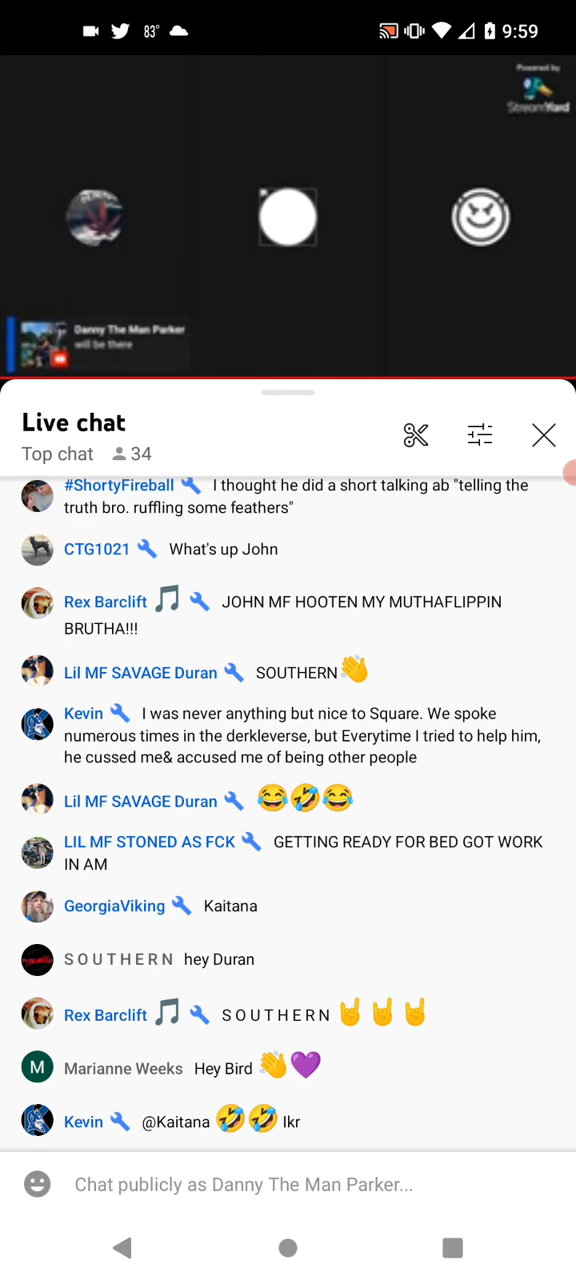 83° 9:59
Powered by
StreamYard
Danny The Man Parker
will be there
Live chat
Top chat 34
#ShortyFireball I thought he did a short talking ab "telling the
truth bro. ruffling some feathers"
CTG1021 What's up John
Rex Barclift JOHN MF HOOTEN MY MUTHAFLIPPIN
BRUTHA!!!
Lil MF SAVAGE Duran SOUTHERN👋
Kevin I was never anything but nice to Square. We spoke
numerous times in the derkleverse, but Everytime I tried to help him,
he cussed me& accused me of being other people
Lil MF SAVAGE Duran 😂🤣😂
LIL MF STONED AS FCK GETTING READY FOR BED GOT WORK
IN AM
GeorgiaViking Kaitana
S O U T H E R N hey Duran
Rex Barclift S O U T H E R N 🤘🤘🤘
M Marianne Weeks Hey Bird 👋💜
Kevin @Kaitana 🤣🤣 Ikr
Chat publicly as Danny The Man Parker...